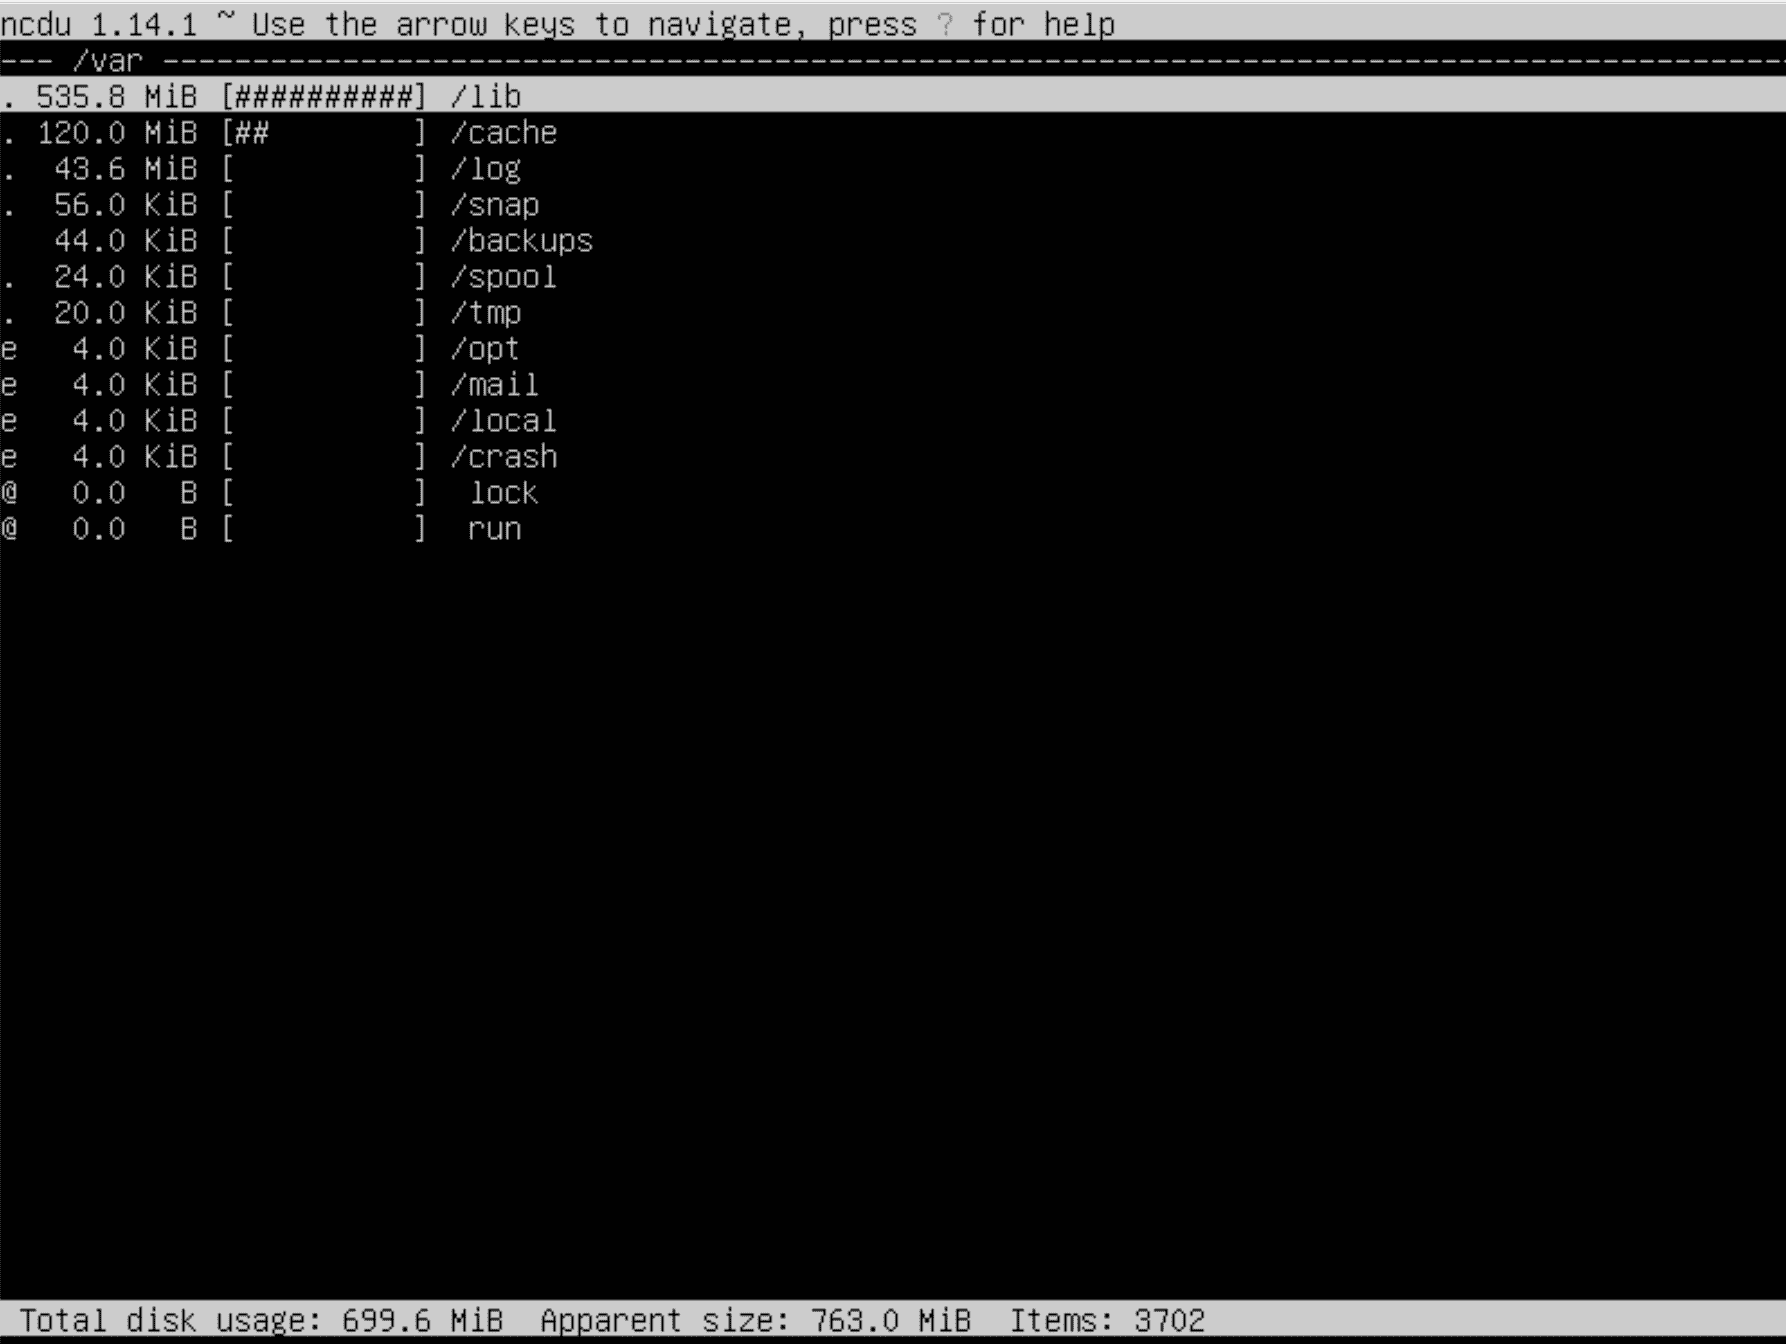 ncdu 1.14.1 ~ Use the arrow keys to navigate, press ? for help
--- /var ------------------------------------------------------------------------------------------
. 535.8 MiB [##########] /lib
. 120.0 MiB [##        ] /cache
.  43.6 MiB [          ] /log
.  56.0 KiB [          ] /snap
   44.0 KiB [          ] /backups
.  24.0 KiB [          ] /spool
.  20.0 KiB [          ] /tmp
e   4.0 KiB [          ] /opt
e   4.0 KiB [          ] /mail
e   4.0 KiB [          ] /local
e   4.0 KiB [          ] /crash
@   0.0   B [          ]  lock
@   0.0   B [          ]  run
 Total disk usage: 699.6 MiB  Apparent size: 763.0 MiB  Items: 3702